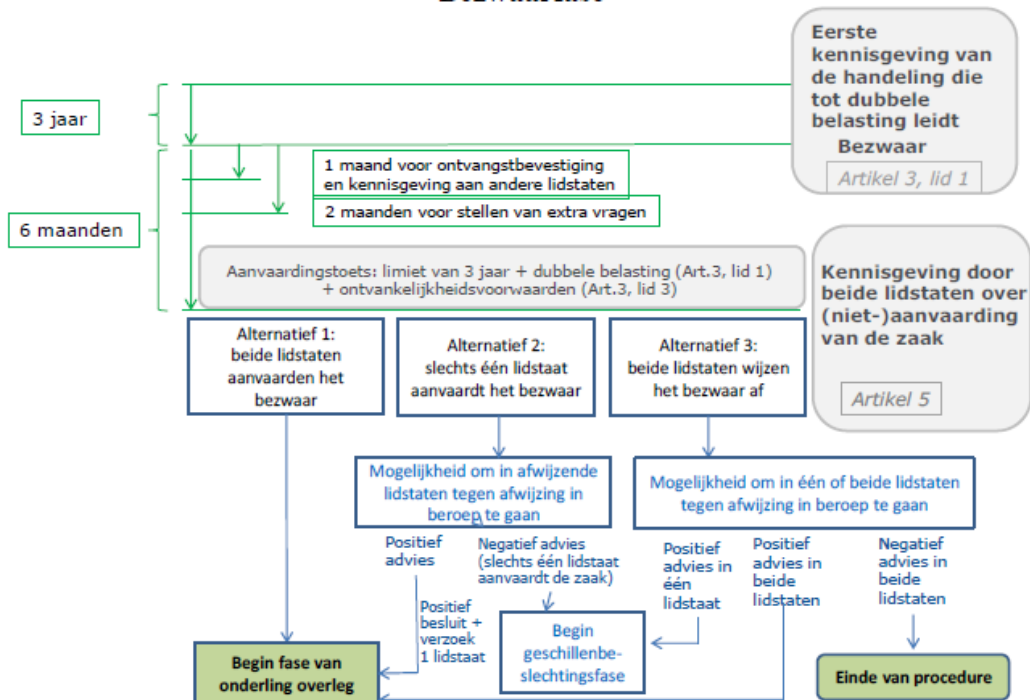 Eerste
kennisgeving van
de handeling die
tot dubbele
belasting leidt
Bezwaar
Artikel 3, lid 1
3 jaar
1 maand voor ontvangstbevestiging
en kennisgeving aan andere lidstaten
2 maanden voor stellen van extra vragen
6 maanden
Aanvaardingstoets: limiet van 3 jaar + dubbele belasting (Art.3, lid 1)
+ ontvankelijkheidsvoorwaarden (Art.3, lid 3)
Kennisgeving door
beide lidstaten over
(niet-)aanvaarding
van de zaak
Artikel 5
Alternatief 1:
beide lidstaten
aanvaarden het
bezwaar
Alternatief 2:
slechts één lidstaat
aanvaardt het bezwaar
Alternatief 3:
beide lidstaten wijzen
het bezwaar af
Mogelijkheid om in afwijzende
lidstaten tegen afwijzing in
beroep te gaan
Mogelijkheid om in één of beide lidstaten
tegen afwijzing in beroep te gaan
Positief
advies
Negatief advies
(slechts één lidstaat
aanvaardt de zaak)
Positief
advies in
één
lidstaat
Positief
advies in
beide
lidstaten
Negatief
advies in
beide
lidstaten
Positief
besluit +
verzoek
1 lidstaat
Begin
geschillenbe-
slechtingsfase
Begin fase van
onderling overleg
Einde van procedure